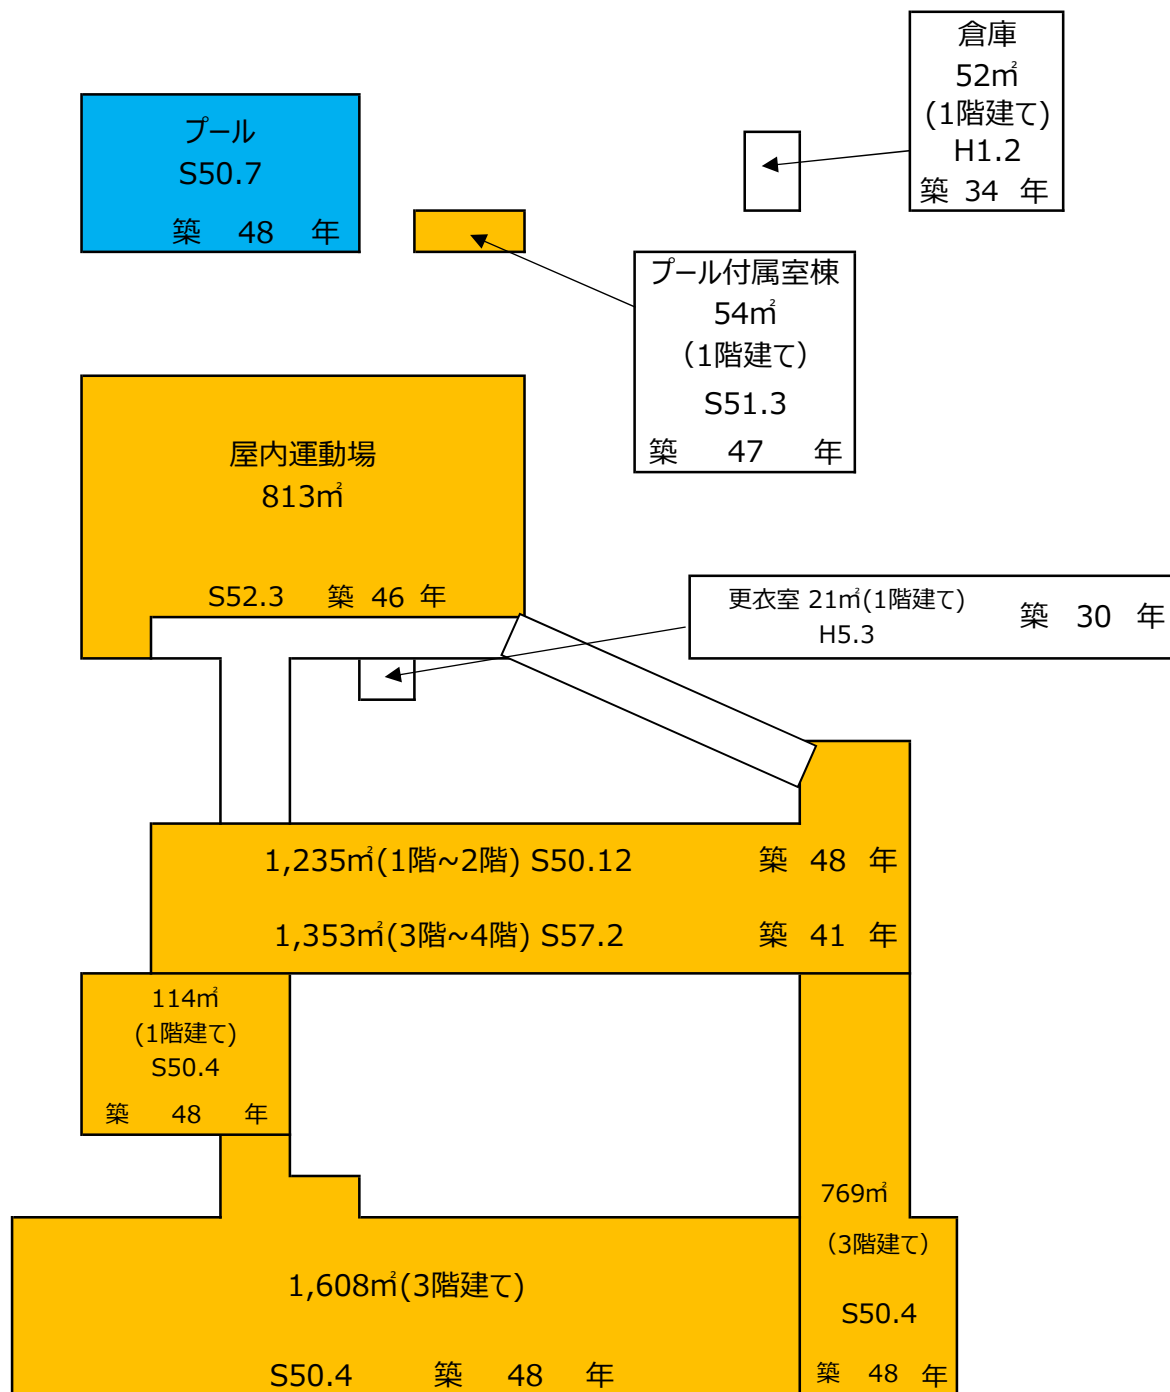 倉庫
52㎡
(1階建て)
H1.2
築 34 年
プール
S50.7
築 48 年
プール付属室棟
54㎡
(1階建て)
S51.3
築 47 年
屋内運動場
813㎡
S52.3 築 46 年
更衣室 21㎡(1階建て) 築 30 年
H5.3
1,235㎡(1階~2階) S50.12 築 48 年
1,353㎡(3階~4階) S57.2 築 41 年
114㎡
(1階建て)
S50.4
築 48 年
769㎡
(3階建て)
S50.4
築 48 年
1,608㎡(3階建て)
S50.4 築 48 年